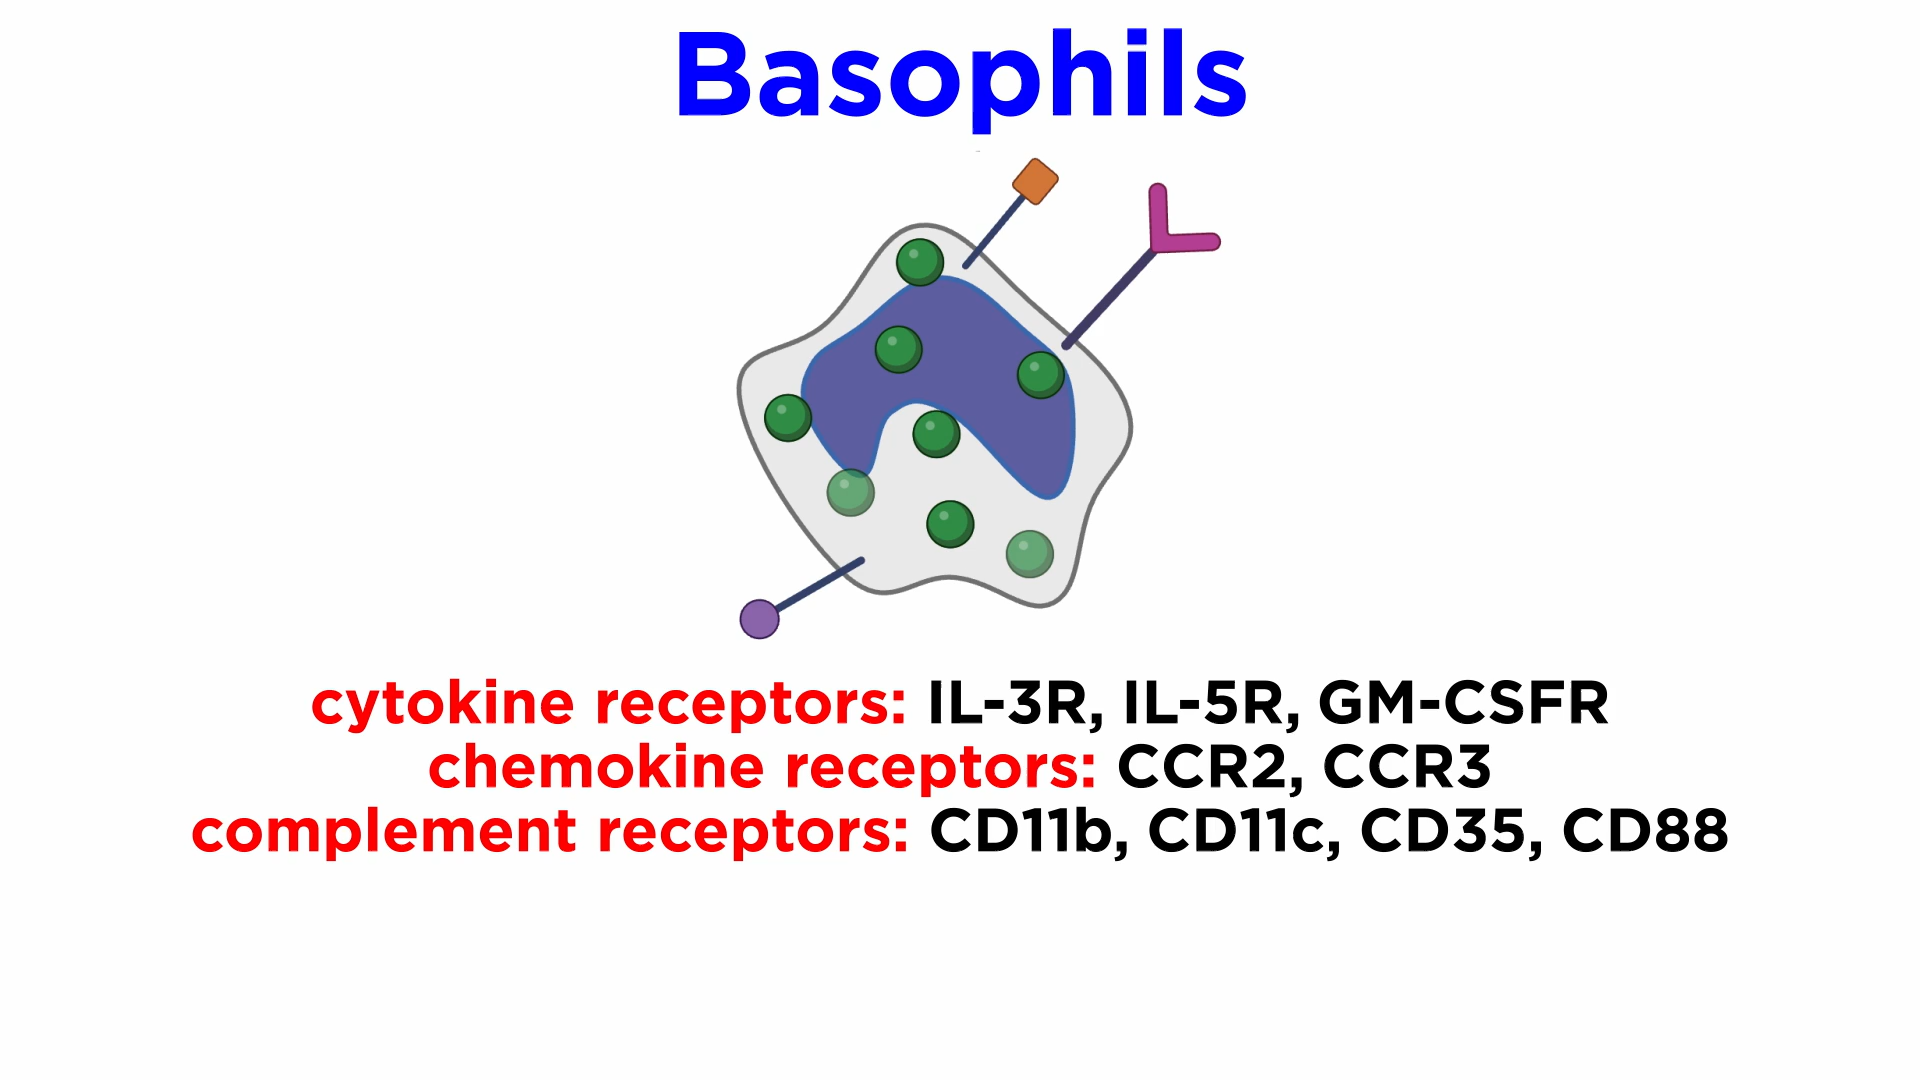 Basophils
cytokine receptors: IL-3R, IL-5R, GM-CSFR
chemokine receptors: CCR2, CCR3
complement receptors: CD11b, CD11c, CD35, CD88